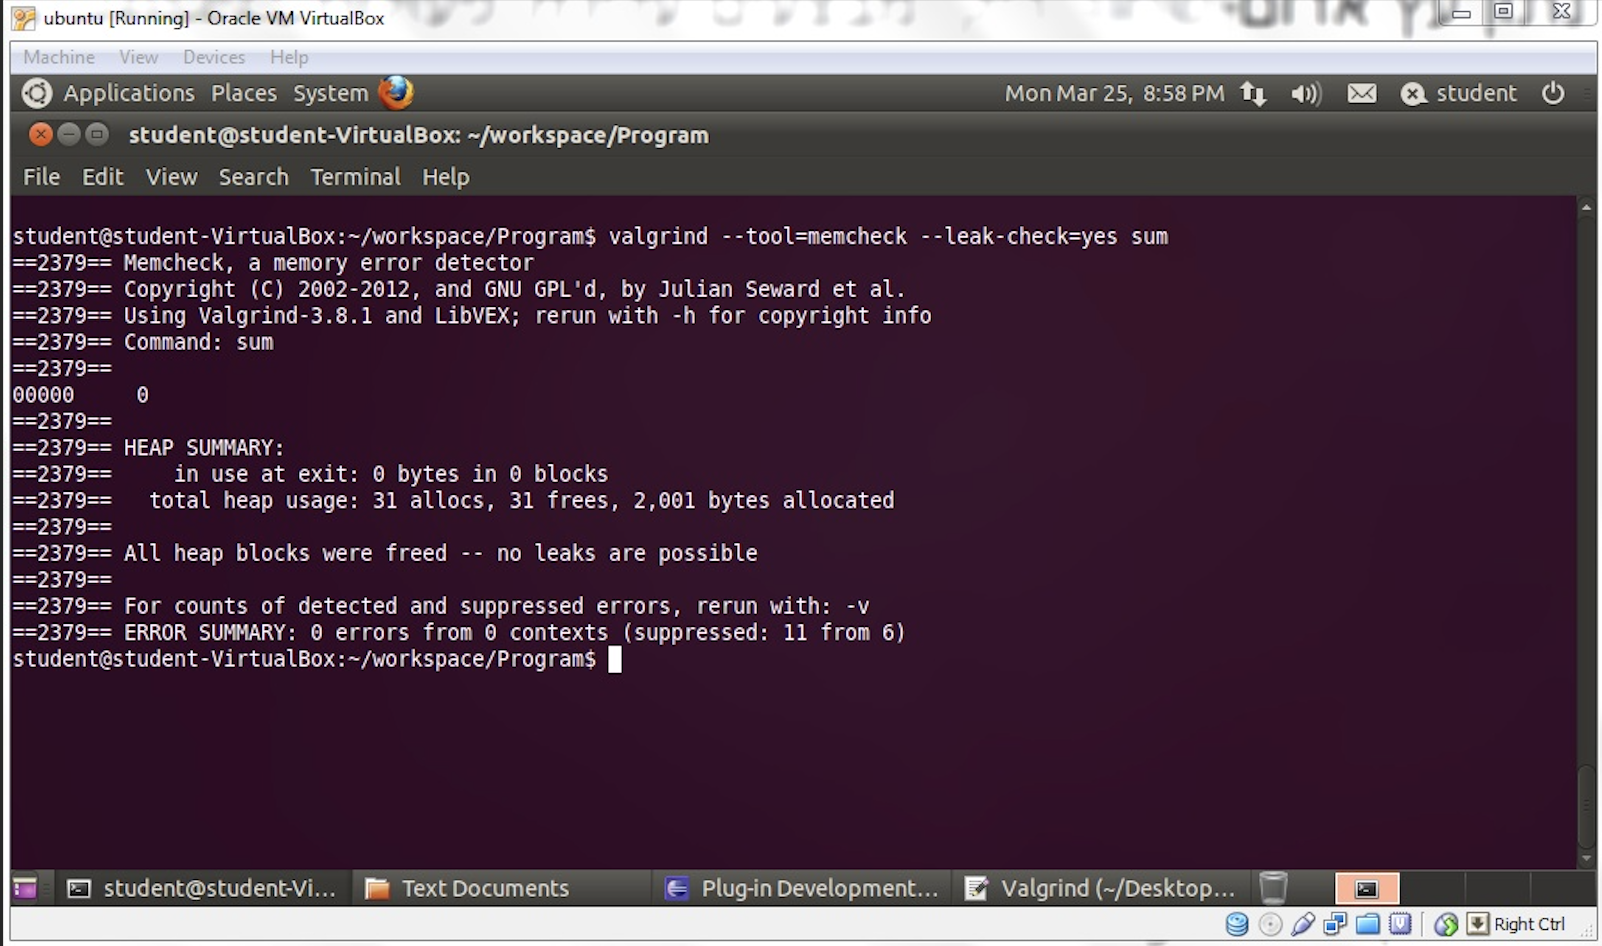 ubuntu [Running] - Oracle VM VirtualBox
Machine View Devices Help
Applications Places System Mon Mar 25, 8:58 PM student
student@student-VirtualBox: ~/workspace/Program
File Edit View Search Terminal Help
student@student-VirtualBox:~/workspace/Program$ valgrind --tool=memcheck --leak-check=yes sum
==2379== Memcheck, a memory error detector
==2379== Copyright (C) 2002-2012, and GNU GPL'd, by Julian Seward et al.
==2379== Using Valgrind-3.8.1 and LibVEX; rerun with -h for copyright info
==2379== Command: sum
==2379==
00000     0
==2379==
==2379== HEAP SUMMARY:
==2379==     in use at exit: 0 bytes in 0 blocks
==2379==   total heap usage: 31 allocs, 31 frees, 2,001 bytes allocated
==2379==
==2379== All heap blocks were freed -- no leaks are possible
==2379==
==2379== For counts of detected and suppressed errors, rerun with: -v
==2379== ERROR SUMMARY: 0 errors from 0 contexts (suppressed: 11 from 6)
student@student-VirtualBox:~/workspace/Program$
student@student-Vi... Text Documents Plug-in Development... Valgrind (~/Desktop...
Right Ctrl